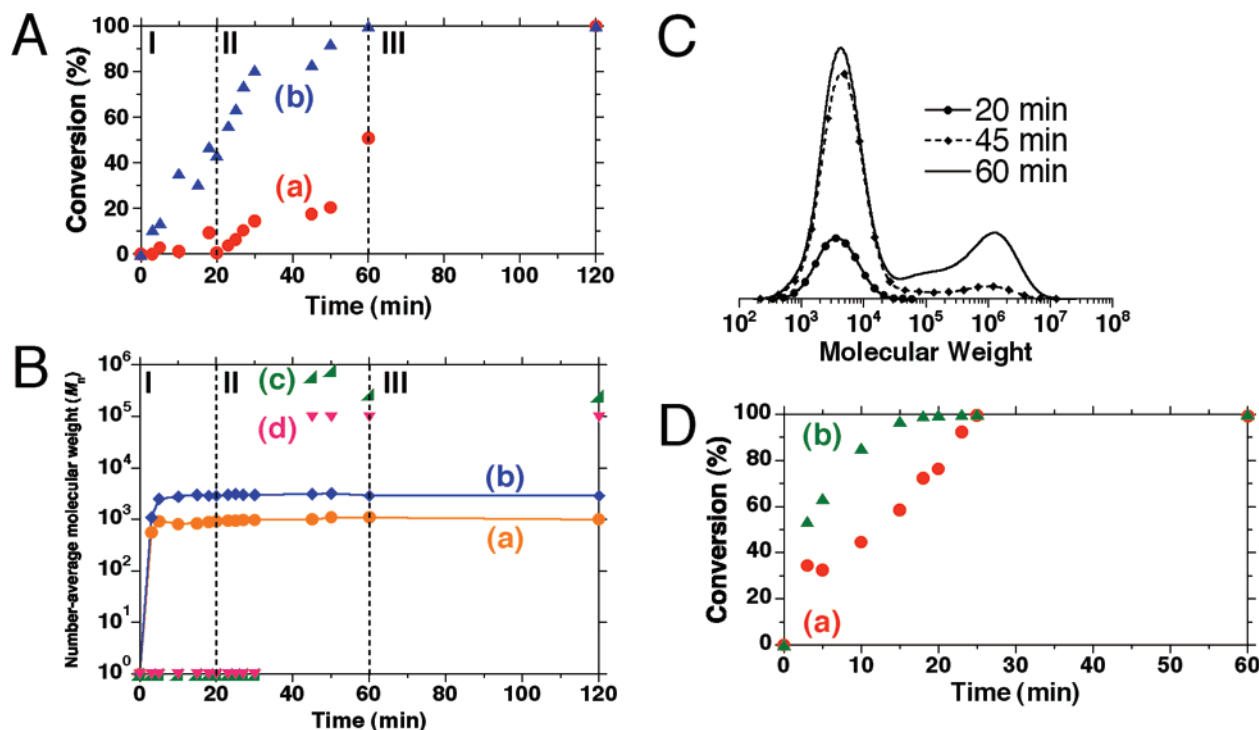 A
Conversion (%)
100
80
60
40
20
0
I
II
III
(b)
(a)
0
20
40
60
80
100
120
Time (min)
B
Number-average molecular weight (Mn)
10^6
10^5
10^4
10^3
10^2
10^1
10^0
I
II
III
(c)
(d)
(b)
(a)
0
20
40
60
80
100
120
Time (min)
C
20 min
45 min
60 min
10^2
10^3
10^4
10^5
10^6
10^7
10^8
Molecular Weight
D
Conversion (%)
100
80
60
40
20
0
(b)
(a)
0
10
20
30
40
50
60
Time (min)